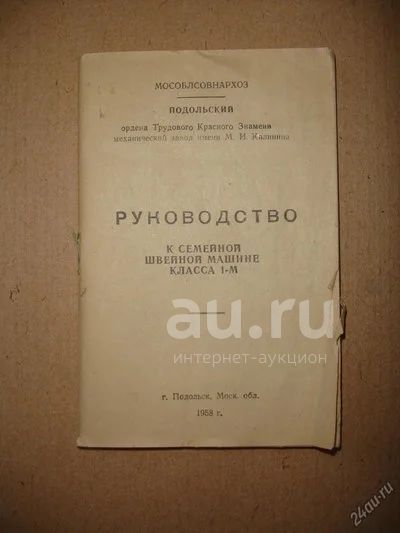 МОСОБЛСОВНАРХОЗ
ПОДОЛЬСКИЙ
ордена Трудового Красного Знамени
механический завод имени М. И. Калинина
РУКОВОДСТВО
К СЕМЕЙНОЙ
ШВЕЙНОЙ МАШИНЕ
КЛАССА 1-М
au.ru
интернет-аукцион
г. Подольск, Моск. обл.
1958 г.
24au.ru